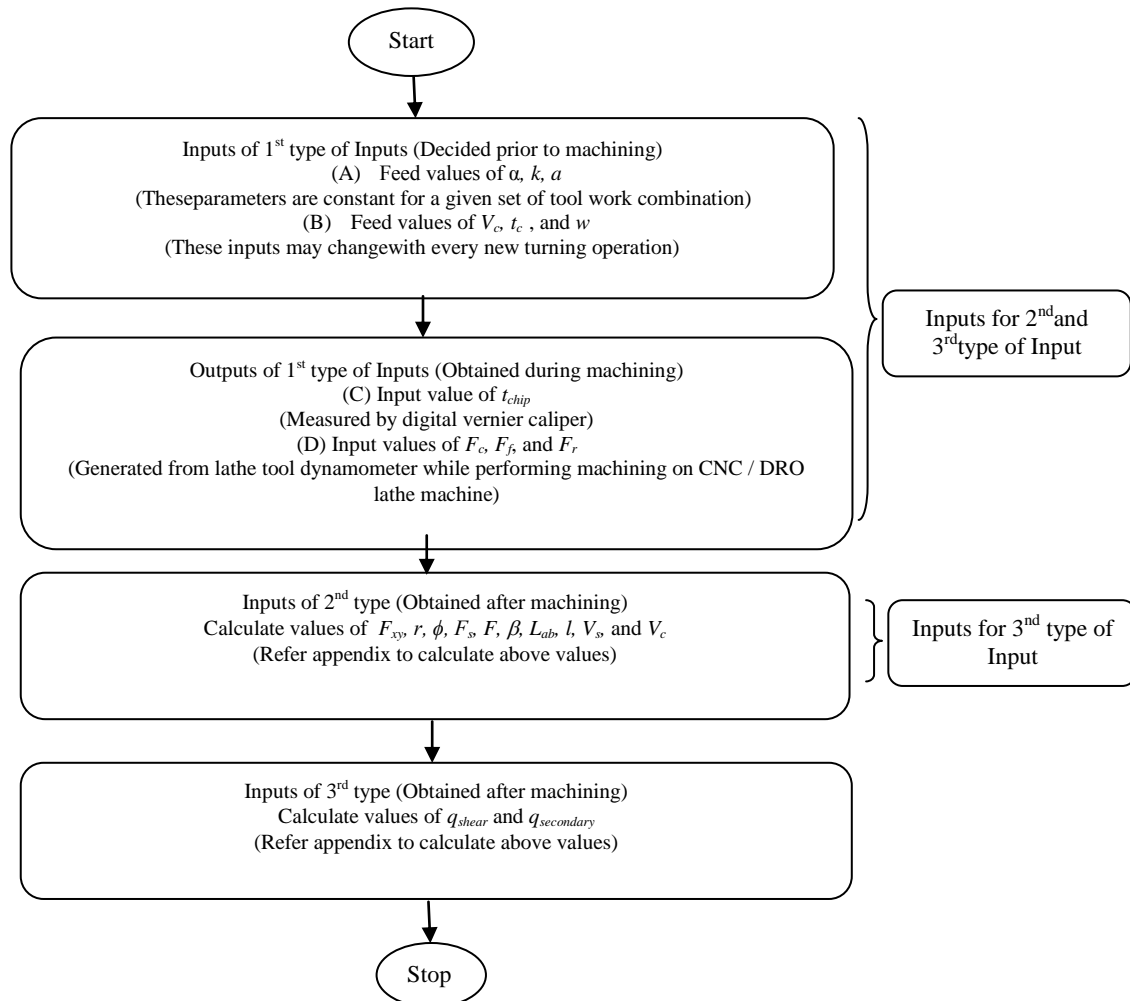 Start
Inputs of 1st type of Inputs (Decided prior to machining)
(A) Feed values of α, k, a
(Theseparameters are constant for a given set of tool work combination)
(B) Feed values of Vc, tc , and w
(These inputs may changewith every new turning operation)
Inputs for 2nd and
3rdtype of Input
Outputs of 1st type of Inputs (Obtained during machining)
(C) Input value of tchip
(Measured by digital vernier caliper)
(D) Input values of Fc, Ff, and Fr
(Generated from lathe tool dynamometer while performing machining on CNC / DRO
lathe machine)
Inputs of 2nd type (Obtained after machining)
Calculate values of Fxy, r, ϕ, Fs, F, β, Lab, l, Vs, and Vc
(Refer appendix to calculate above values)
Inputs for 3nd type of
Input
Inputs of 3rd type (Obtained after machining)
Calculate values of qshear and qsecondary
(Refer appendix to calculate above values)
Stop